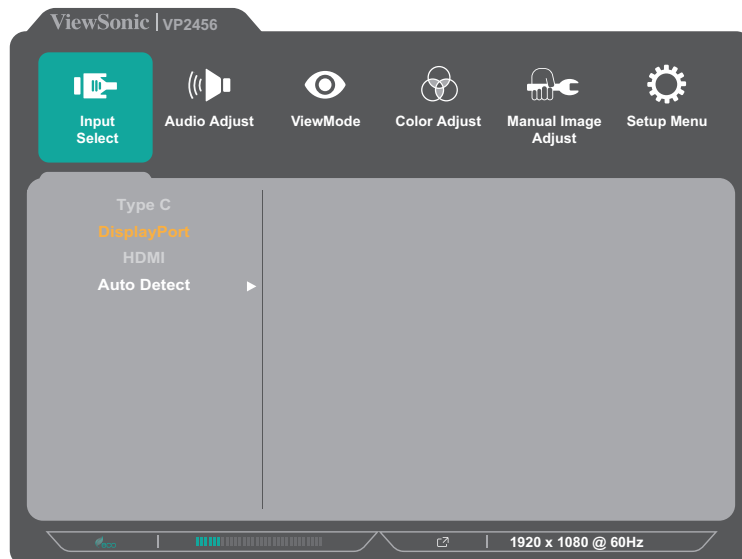 ViewSonic | VP2456
Input
Select
Audio Adjust
ViewMode
Color Adjust
Manual Image
Adjust
Setup Menu
Type C
DisplayPort
HDMI
Auto Detect
eco
1920 x 1080 @ 60Hz